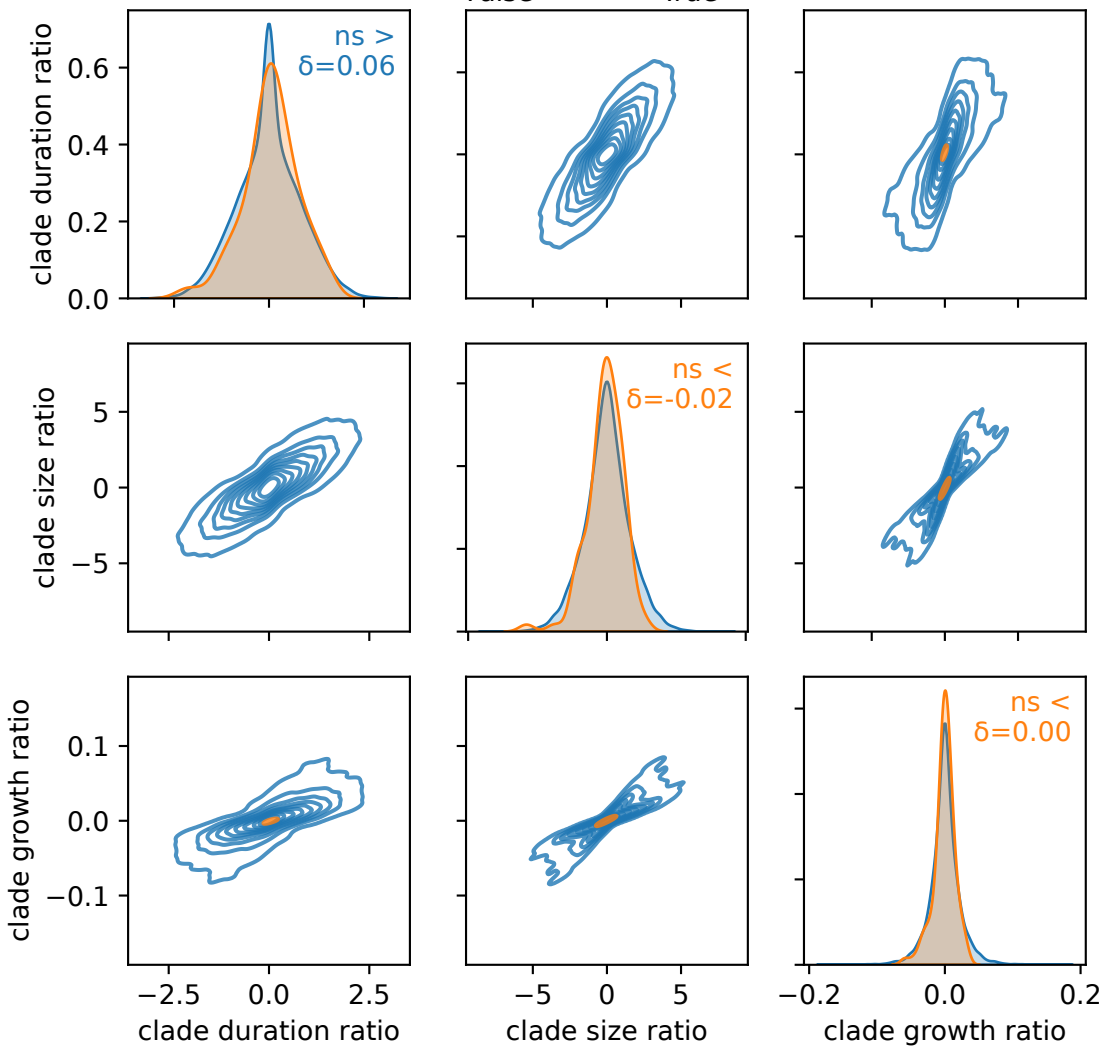 clade duration ratio
0.6
0.4
0.2
0.0
ns >
δ=0.06
clade size ratio
5
0
−5
ns <
δ=-0.02
clade growth ratio
0.1
0.0
−0.1
ns <
δ=0.00
−2.5
0.0
2.5
clade duration ratio
−5
0
5
clade size ratio
−0.2
0.0
0.2
clade growth ratio